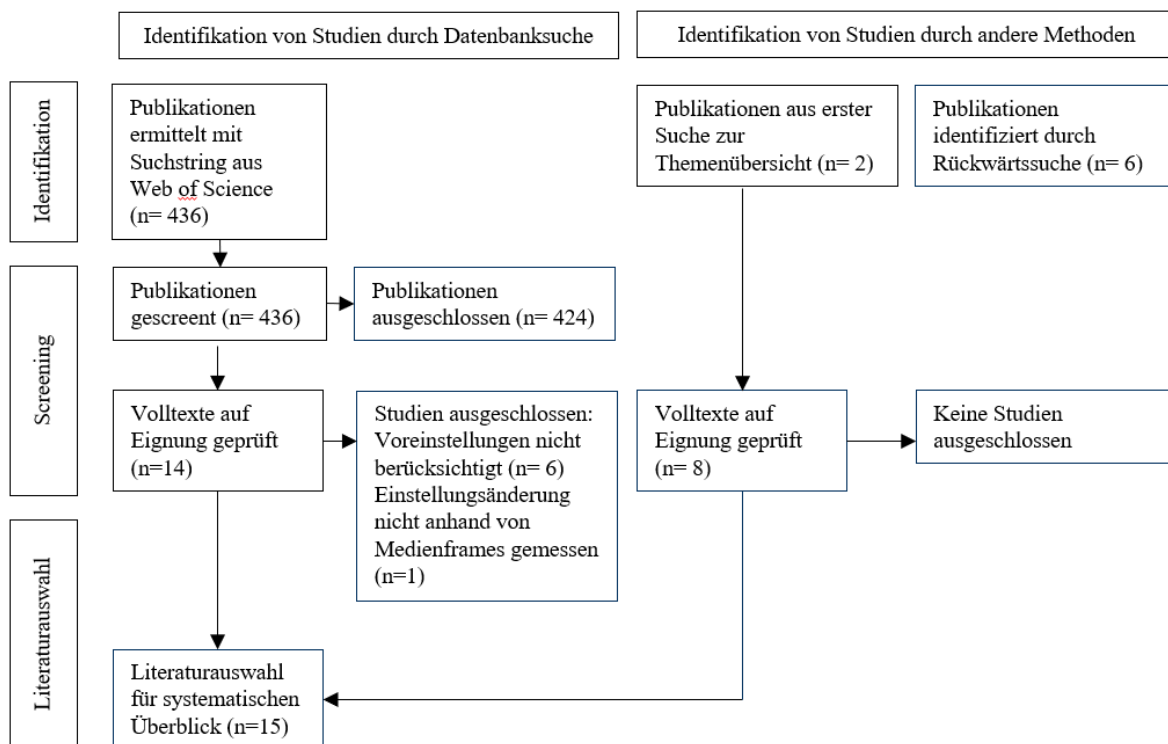 Identifikation von Studien durch Datenbanksuche
Identifikation von Studien durch andere Methoden
Identifikation
Publikationen
ermittelt mit
Suchstring aus
Web of Science
(n= 436)
Publikationen aus erster
Suche zur
Themenübersicht (n= 2)
Publikationen
identifiziert durch
Rückwärtssuche (n= 6)
Screening
Publikationen
gescreent (n= 436)
Publikationen
ausgeschlossen (n= 424)
Volltexte auf
Eignung geprüft
(n=14)
Studien ausgeschlossen:
Voreinstellungen nicht
berücksichtigt (n= 6)
Einstellungsänderung
nicht anhand von
Medienframes gemessen
(n=1)
Volltexte auf
Eignung geprüft
(n= 8)
Keine Studien
ausgeschlossen
Literaturauswahl
Literaturauswahl
für systematischen
Überblick (n=15)